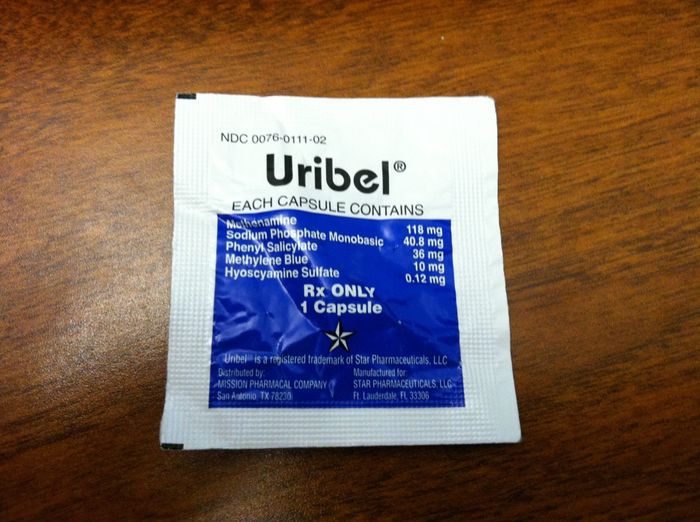 NDC 0076-0111-02
Uribel®
EACH CAPSULE CONTAINS
Methenamine 118 mg
Sodium Phosphate Monobasic 40.8 mg
Phenyl Salicylate 36 mg
Methylene Blue 10 mg
Hyoscyamine Sulfate 0.12 mg
Rx ONLY
1 Capsule
Uribel™ is a registered trademark of Star Pharmaceuticals, LLC
Distributed by: Manufactured for:
MISSION PHARMACAL COMPANY STAR PHARMACEUTICALS, LLC
San Antonio, TX 78230 Ft. Lauderdale, FL 33306